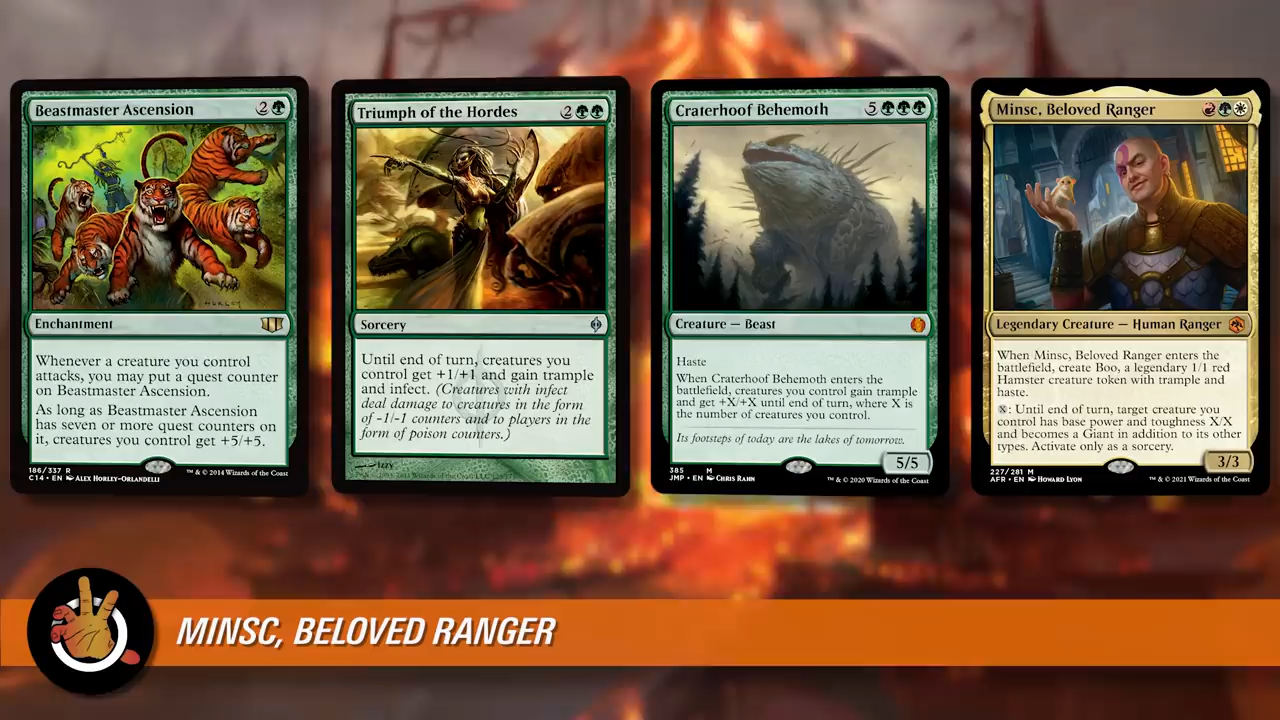 Beastmaster Ascension 2
Enchantment
Whenever a creature you control
attacks, you may put a quest counter
on Beastmaster Ascension.
As long as Beastmaster Ascension
has seven or more quest counters on
it, creatures you control get +5/+5.
186/337 R
C14 • EN Alex Horley-Orlandelli
™ & © 2014 Wizards of the Coast
Triumph of the Hordes 2
Sorcery
Until end of turn, creatures you
control get +1/+1 and gain trample
and infect. (Creatures with infect
deal damage to creatures in the form
of -1/-1 counters and to players in the
form of poison counters.)
Izzy
Craterhoof Behemoth 5
Creature — Beast
Haste
When Craterhoof Behemoth enters the
battlefield, creatures you control gain trample
and get +X/+X until end of turn, where X is
the number of creatures you control.
Its footsteps of today are the lakes of tomorrow.
5/5
385 M
JMP • EN Chris Rahn
™ & © 2020 Wizards of the Coast
Minsc, Beloved Ranger
Legendary Creature — Human Ranger
When Minsc, Beloved Ranger enters the
battlefield, create Boo, a legendary 1/1 red
Hamster creature token with trample and
haste.
X: Until end of turn, target creature you
control has base power and toughness X/X
and becomes a Giant in addition to its other
types. Activate only as a sorcery.
3/3
227/281 M
AFR • EN Howard Lyon
™ & © 2021 Wizards of the Coast
MINSC, BELOVED RANGER